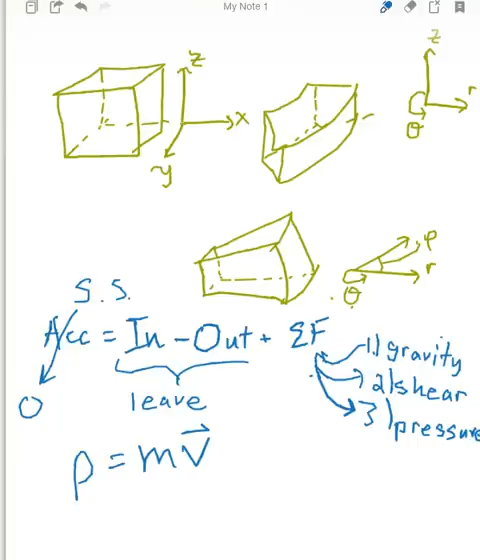 My Note 1
z
x
y
z
r
θ
φ
r
θ
S.S.
Acc = In - Out + ΣF
0
leave
1) gravity
2) shear
3) pressure
p = mv⃗